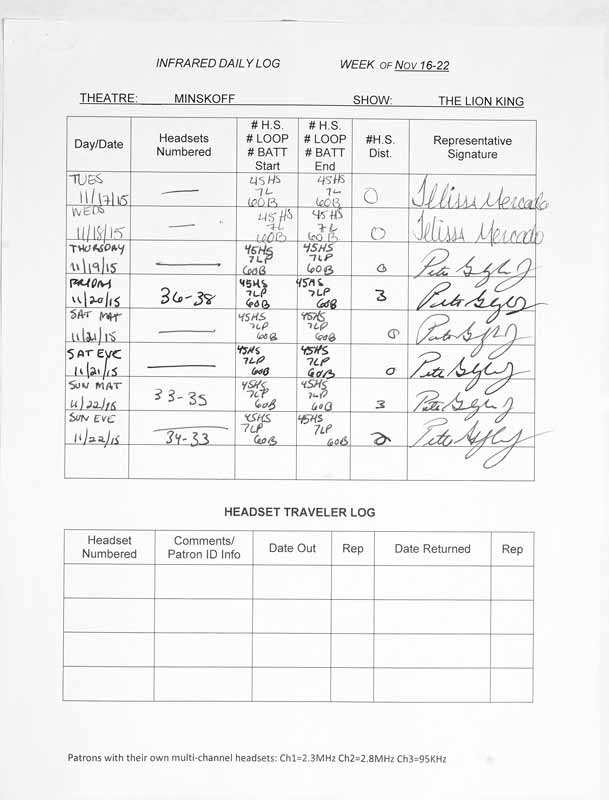 INFRARED DAILY LOG WEEK OF NOV 16-22
THEATRE: MINSKOFF SHOW: THE LION KING
Day/Date Headsets Numbered # H.S. # LOOP # BATT Start # H.S. # LOOP # BATT End #H.S. Dist. Representative Signature
TUES 11/17/15 — 45HS 7L 60B 45HS 7L 60B 0 Mercado
WEDS 11/18/15 — 45HS 7L 60B 45HS 7L 60B 0 Mercado
THURSDAY 11/19/15 — 45HS 7LP 60B 45HS 7LP 60B 0 Pete
FRIDAY 11/20/15 36-38 45HS 7LP 60B 45HS 7LP 60B 3 Pete
SAT MAT 11/21/15 — 45HS 7LP 60B 45HS 7LP 60B 0 Pete
SAT EVE 11/21/15 — 45HS 7LP 60B 45HS 7LP 60B 0 Pete
SUN MAT 11/22/15 33-35 45HS 7LP 60B 45HS 7LP 60B 3 Pete
SUN EVE 11/22/15 34-33 45HS 7LP 60B 45HS 7LP 60B 2 Pete
HEADSET TRAVELER LOG
Headset Numbered Comments/ Patron ID Info Date Out Rep Date Returned Rep
Patrons with their own multi-channel headsets: Ch1=2.3MHz Ch2=2.8MHz Ch3=95KHz